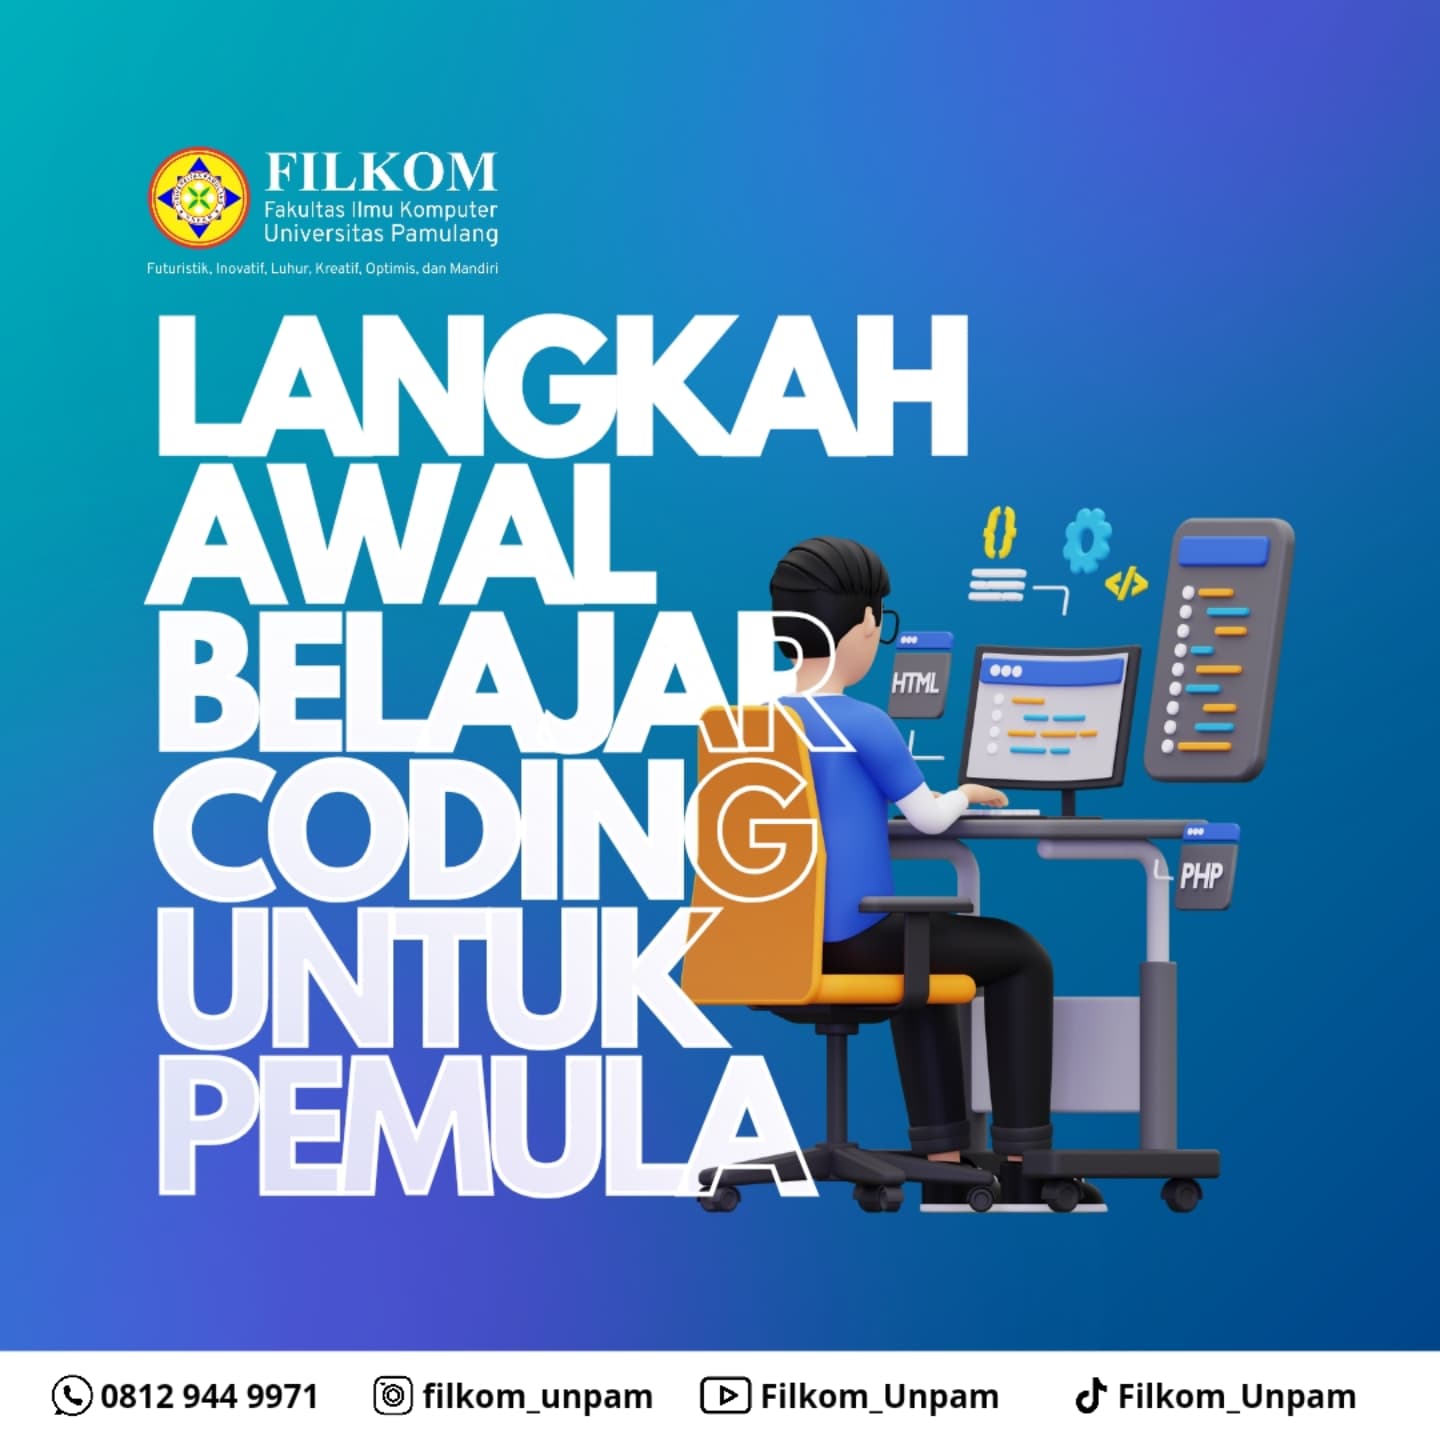 FILKOM
Fakultas Ilmu Komputer
Universitas Pamulang
Futuristik, Inovatif, Luhur, Kreatif, Optimis, dan Mandiri
LANGKAH
AWAL
BELAJAR
CODING
UNTUK
PEMULA
{}
</>
HTML
PHP
0812 944 9971
filkom_unpam
Filkom_Unpam
Filkom_Unpam